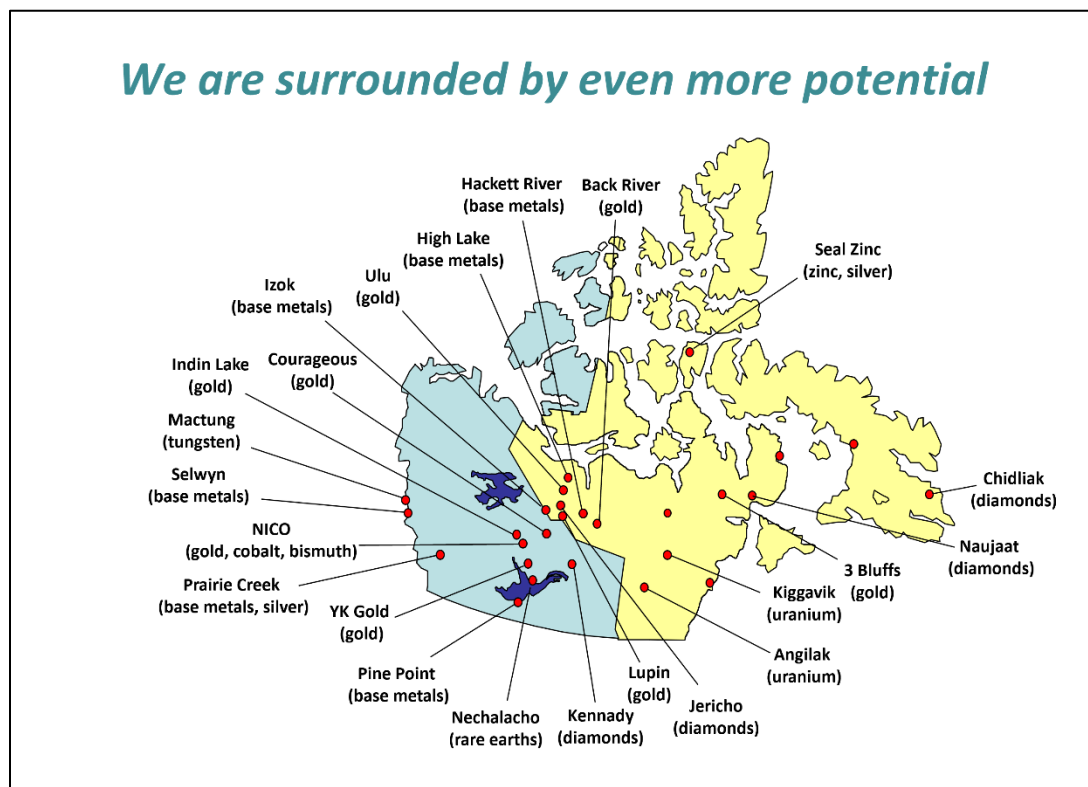 We are surrounded by even more potential
Hackett River
(base metals)
Back River
(gold)
High Lake
(base metals)
Seal Zinc
(zinc, silver)
Ulu
(gold)
Izok
(base metals)
Courageous
(gold)
Indin Lake
(gold)
Mactung
(tungsten)
Selwyn
(base metals)
NICO
(gold, cobalt, bismuth)
Prairie Creek
(base metals, silver)
YK Gold
(gold)
Pine Point
(base metals)
Nechalacho
(rare earths)
Kennady
(diamonds)
Lupin
(gold)
Jericho
(diamonds)
Angilak
(uranium)
Kiggavik
(uranium)
3 Bluffs
(gold)
Naujaat
(diamonds)
Chidliak
(diamonds)